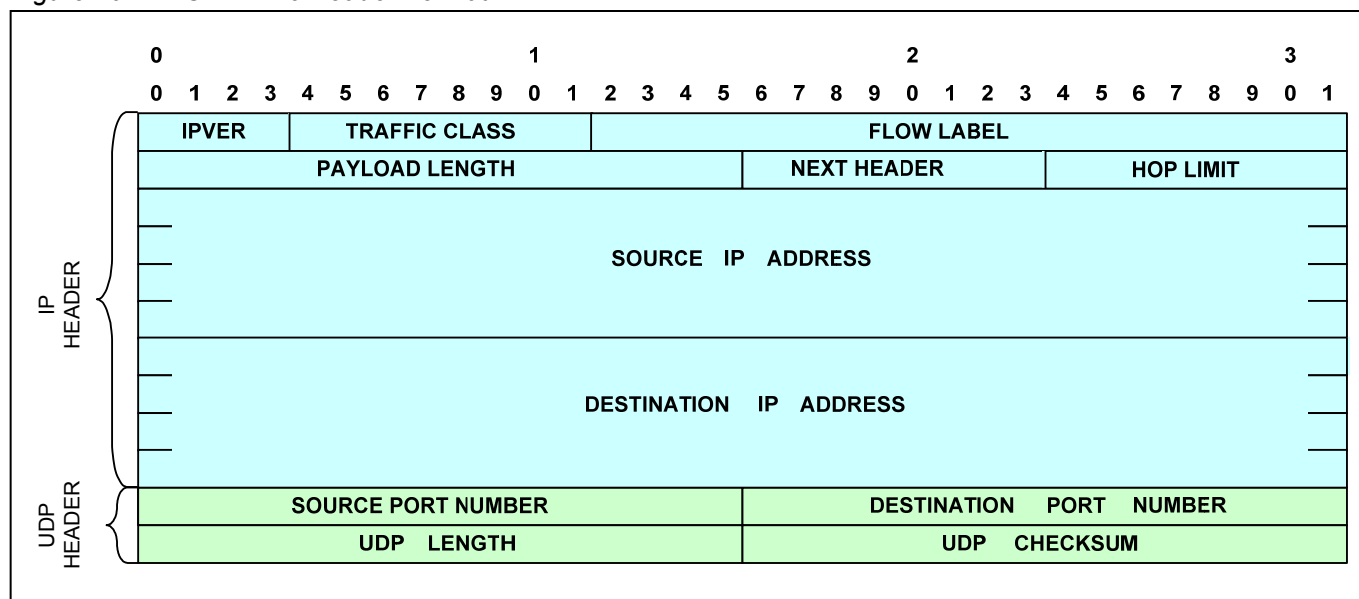 0 1 2 3
0 1 2 3 4 5 6 7 8 9 0 1 2 3 4 5 6 7 8 9 0 1 2 3 4 5 6 7 8 9 0 1
IPVER TRAFFIC CLASS FLOW LABEL
PAYLOAD LENGTH NEXT HEADER HOP LIMIT
IP
HEADER
SOURCE IP ADDRESS
DESTINATION IP ADDRESS
UDP
HEADER
SOURCE PORT NUMBER DESTINATION PORT NUMBER
UDP LENGTH UDP CHECKSUM